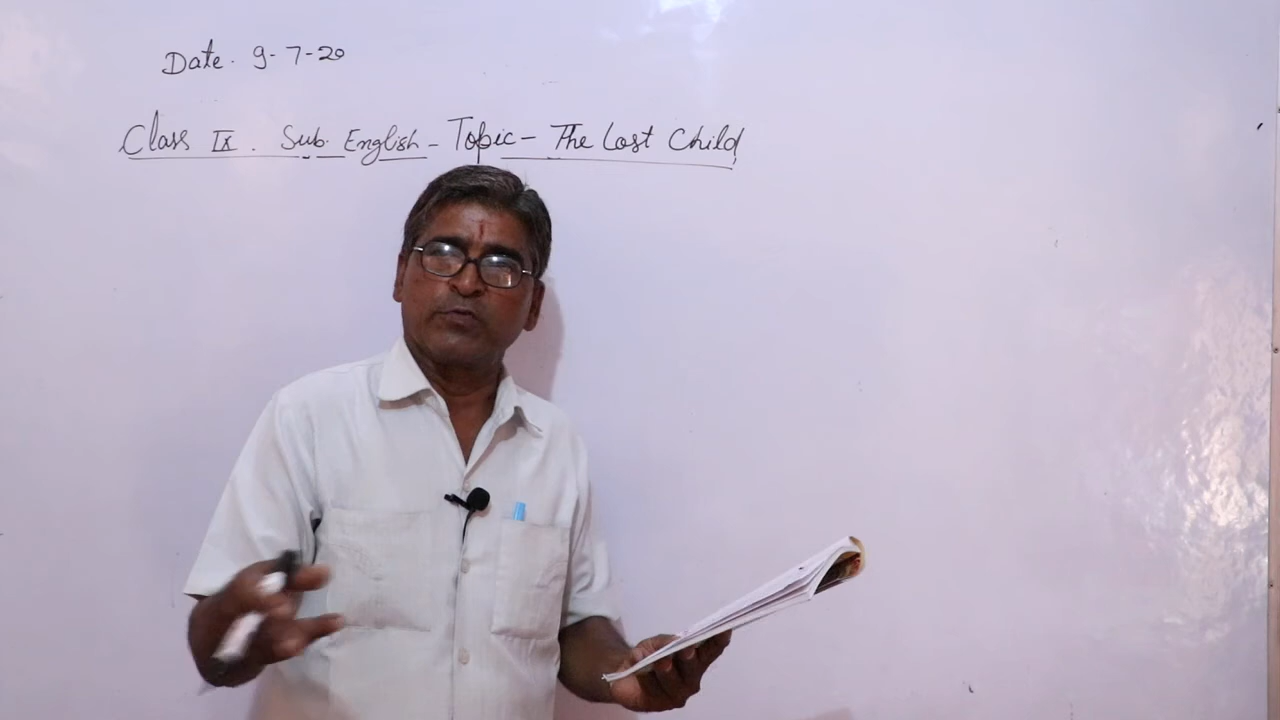 Date. 9-7-20
Class IX. Sub. English - Topic - The Lost Child